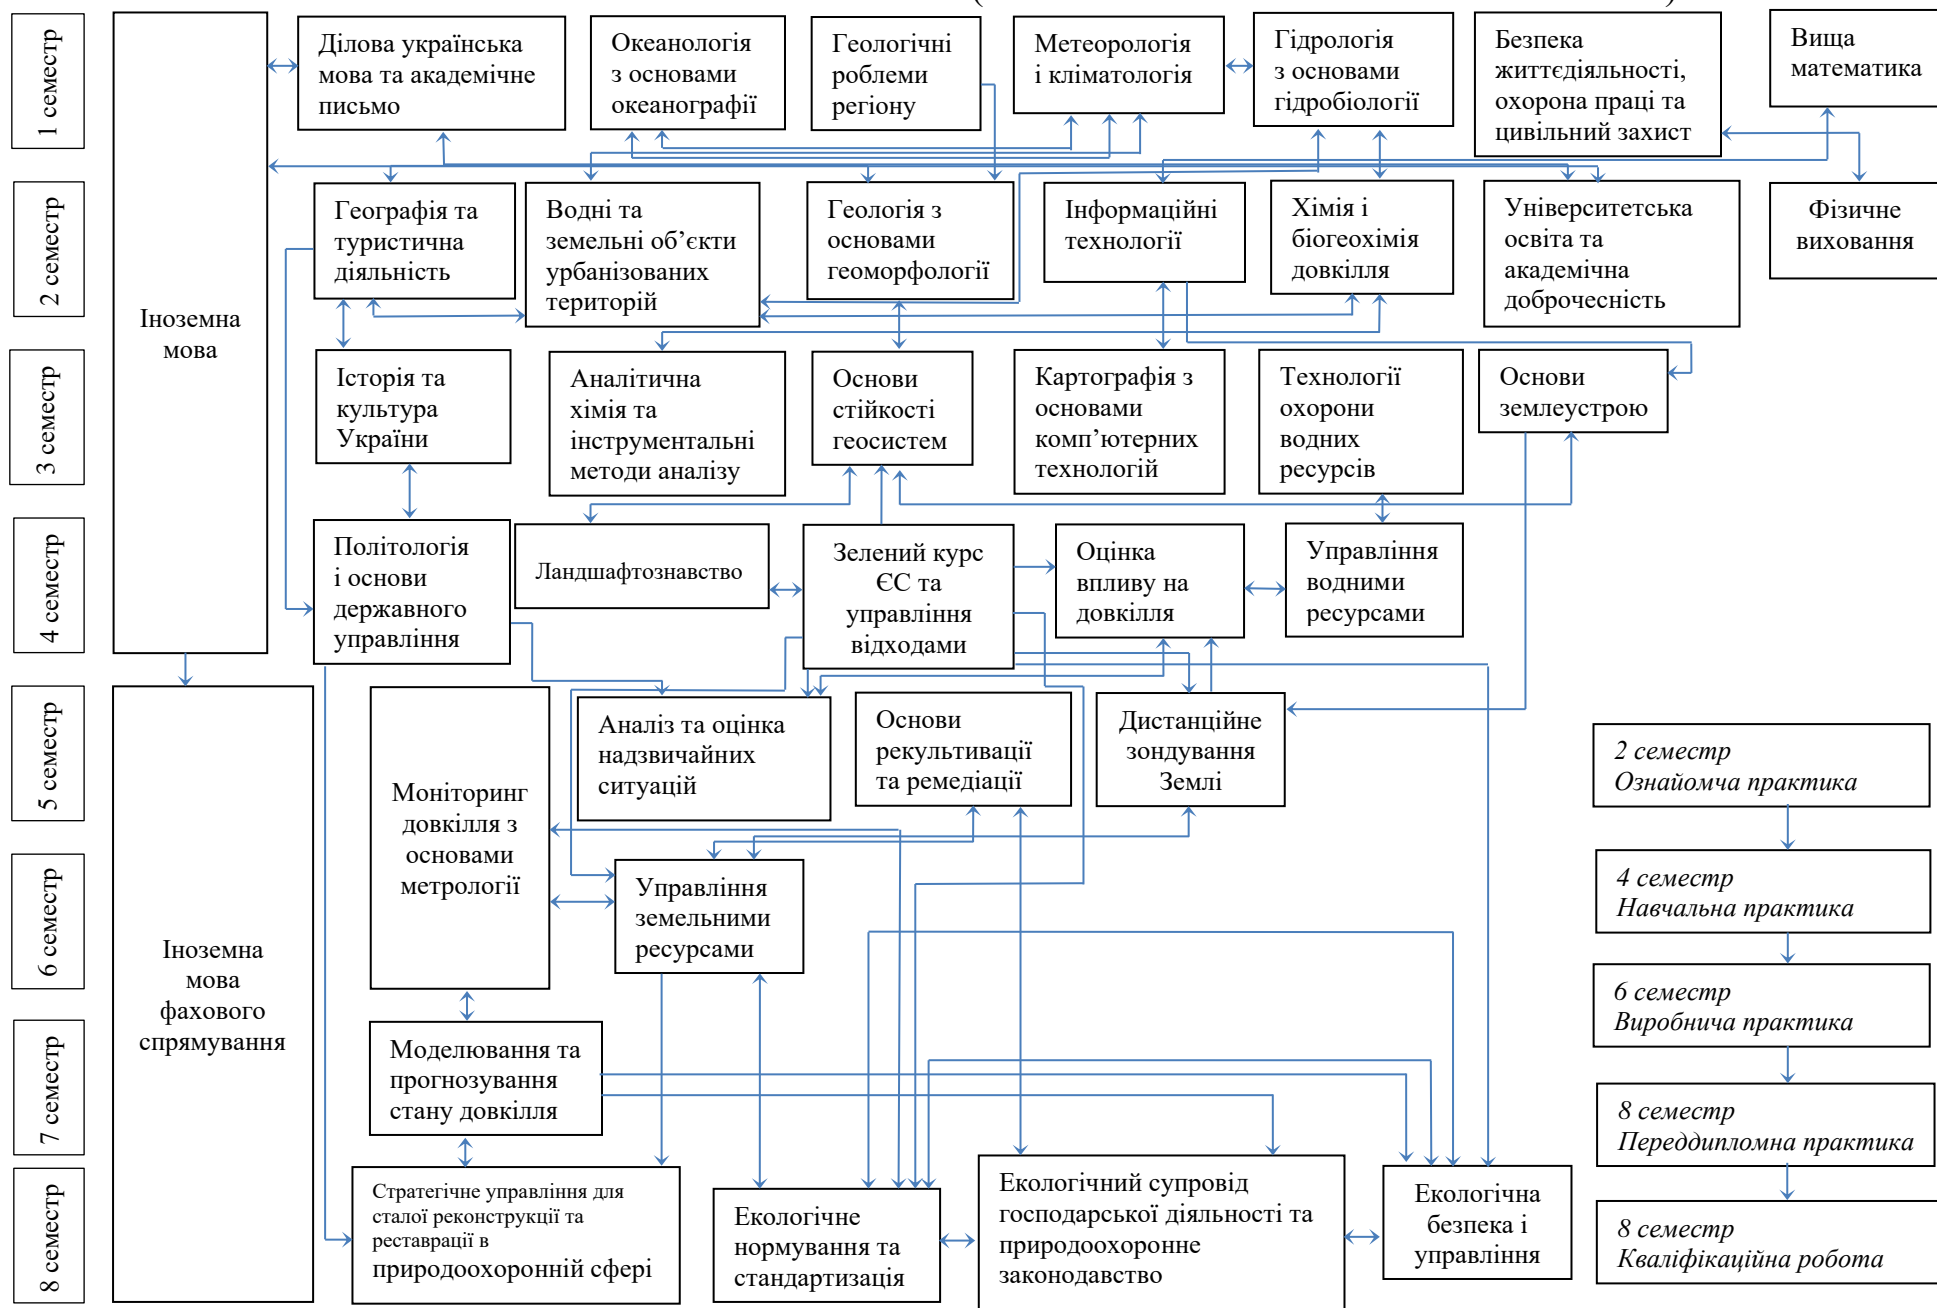 (
)
1 семестр
Ділова українська
мова та академічне
письмо
Океанологія
з основами
океанографії
Геологічні
роблеми
регіону
Метеорологія
і кліматологія
Гідрологія
з основами
гідробіології
Безпека
життєдіяльності,
охорона праці та
цивільний захист
Вища
математика
Іноземна
мова
2 семестр
Географія та
туристична
діяльність
Водні та
земельні об’єкти
урбанізованих
територій
Геологія з
основами
геоморфології
Інформаційні
технології
Хімія і
біогеохімія
довкілля
Університетська
освіта та
академічна
доброчесність
Фізичне
виховання
3 семестр
Історія та
культура
України
Аналітична
хімія та
інструментальні
методи аналізу
Основи
стійкості
геосистем
Картографія з
основами
комп’ютерних
технологій
Технології
охорони
водних
ресурсів
Основи
землеустрою
4 семестр
Політологія
і основи
державного
управління
Ландшафтознавство
Зелений курс
ЄС та
управління
відходами
Оцінка
впливу на
довкілля
Управління
водними
ресурсами
5 семестр
Іноземна
мова
фахового
спрямування
Моніторинг
довкілля з
основами
метрології
Аналіз та оцінка
надзвичайних
ситуацій
Основи
рекультивації
та ремедіації
Дистанційне
зондування
Землі
2 семестр
Ознайомча практика
6 семестр
Управління
земельними
ресурсами
4 семестр
Навчальна практика
6 семестр
Виробнича практика
7 семестр
Моделювання та
прогнозування
стану довкілля
8 семестр
Переддипломна практика
8 семестр
Стратегічне управління для
сталої реконструкції та
реставрації в
природоохоронній сфері
Екологічне
нормування та
стандартизація
Екологічний супровід
господарської діяльності та
природоохоронне
законодавство
Екологічна
безпека і
управління
8 семестр
Кваліфікаційна робота